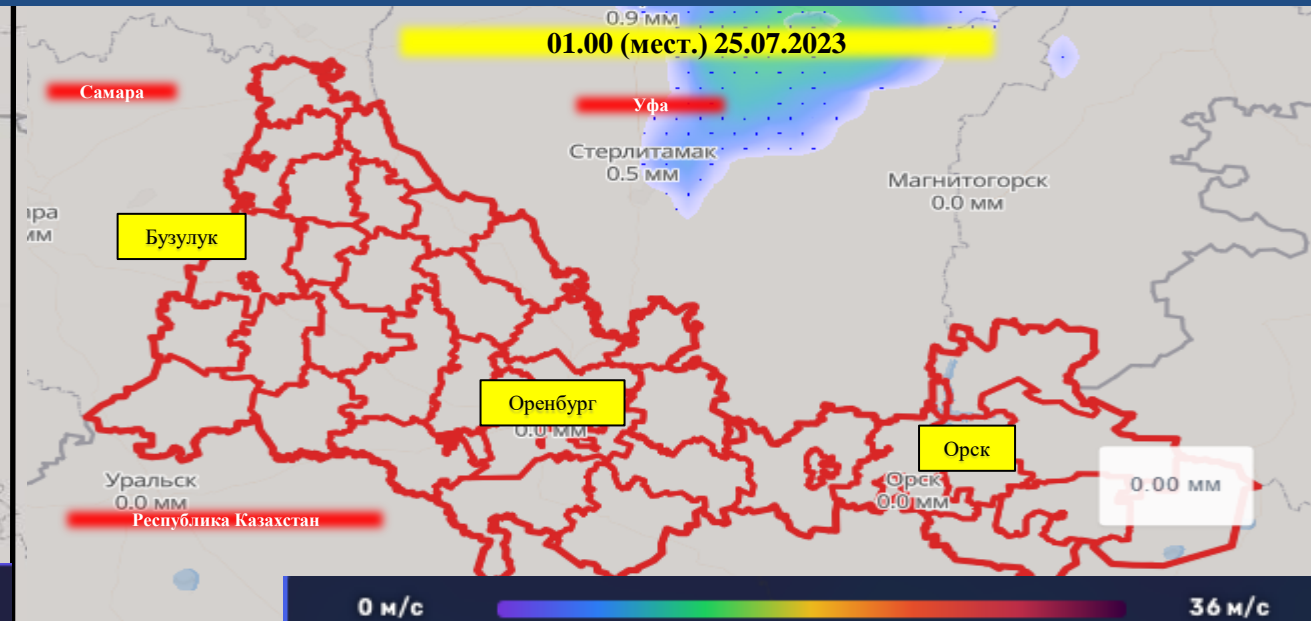 0.9 мм
01.00 (мест.) 25.07.2023
Самара
Уфа
Стерлитамак
0.5 мм
Магнитогорск
0.0 мм
ара
мм
Бузулук
Оренбург
0.0 мм
Орск
Орск
0.0 мм
0.00 мм
Уральск
0.0 мм
Республика Казахстан
0 м/с
36 м/с